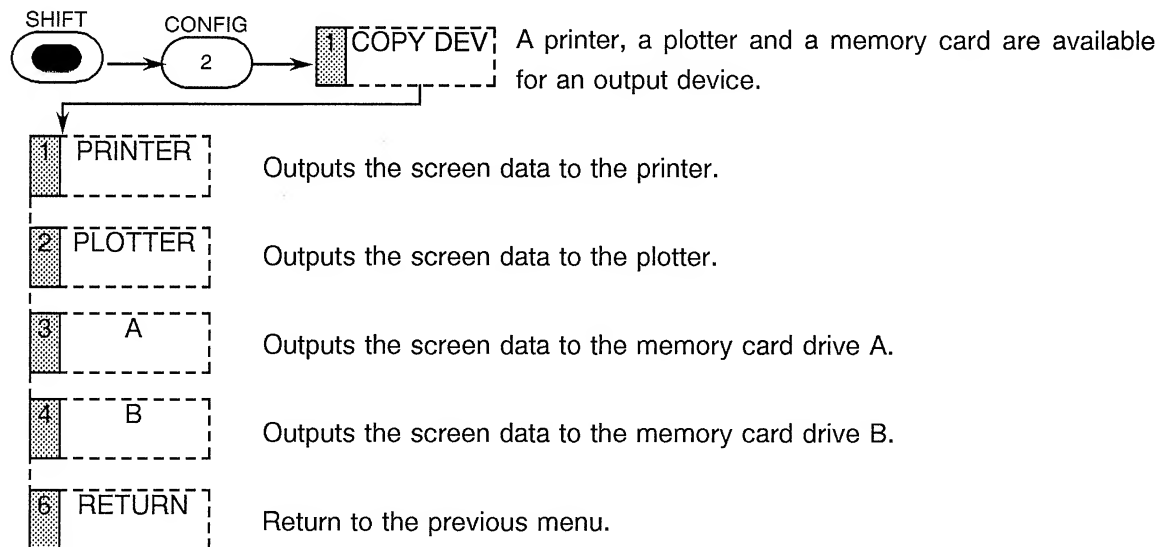 SHIFT
CONFIG
2
1 COPY DEV A printer, a plotter and a memory card are available
for an output device.
1 PRINTER
Outputs the screen data to the printer.
2 PLOTTER
Outputs the screen data to the plotter.
3 A
Outputs the screen data to the memory card drive A.
4 B
Outputs the screen data to the memory card drive B.
6 RETURN
Return to the previous menu.